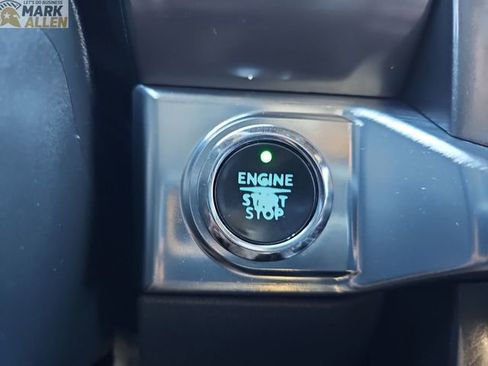 LET'S DO BUSINESS
MARK
ALLEN
ENGINE
START
STOP